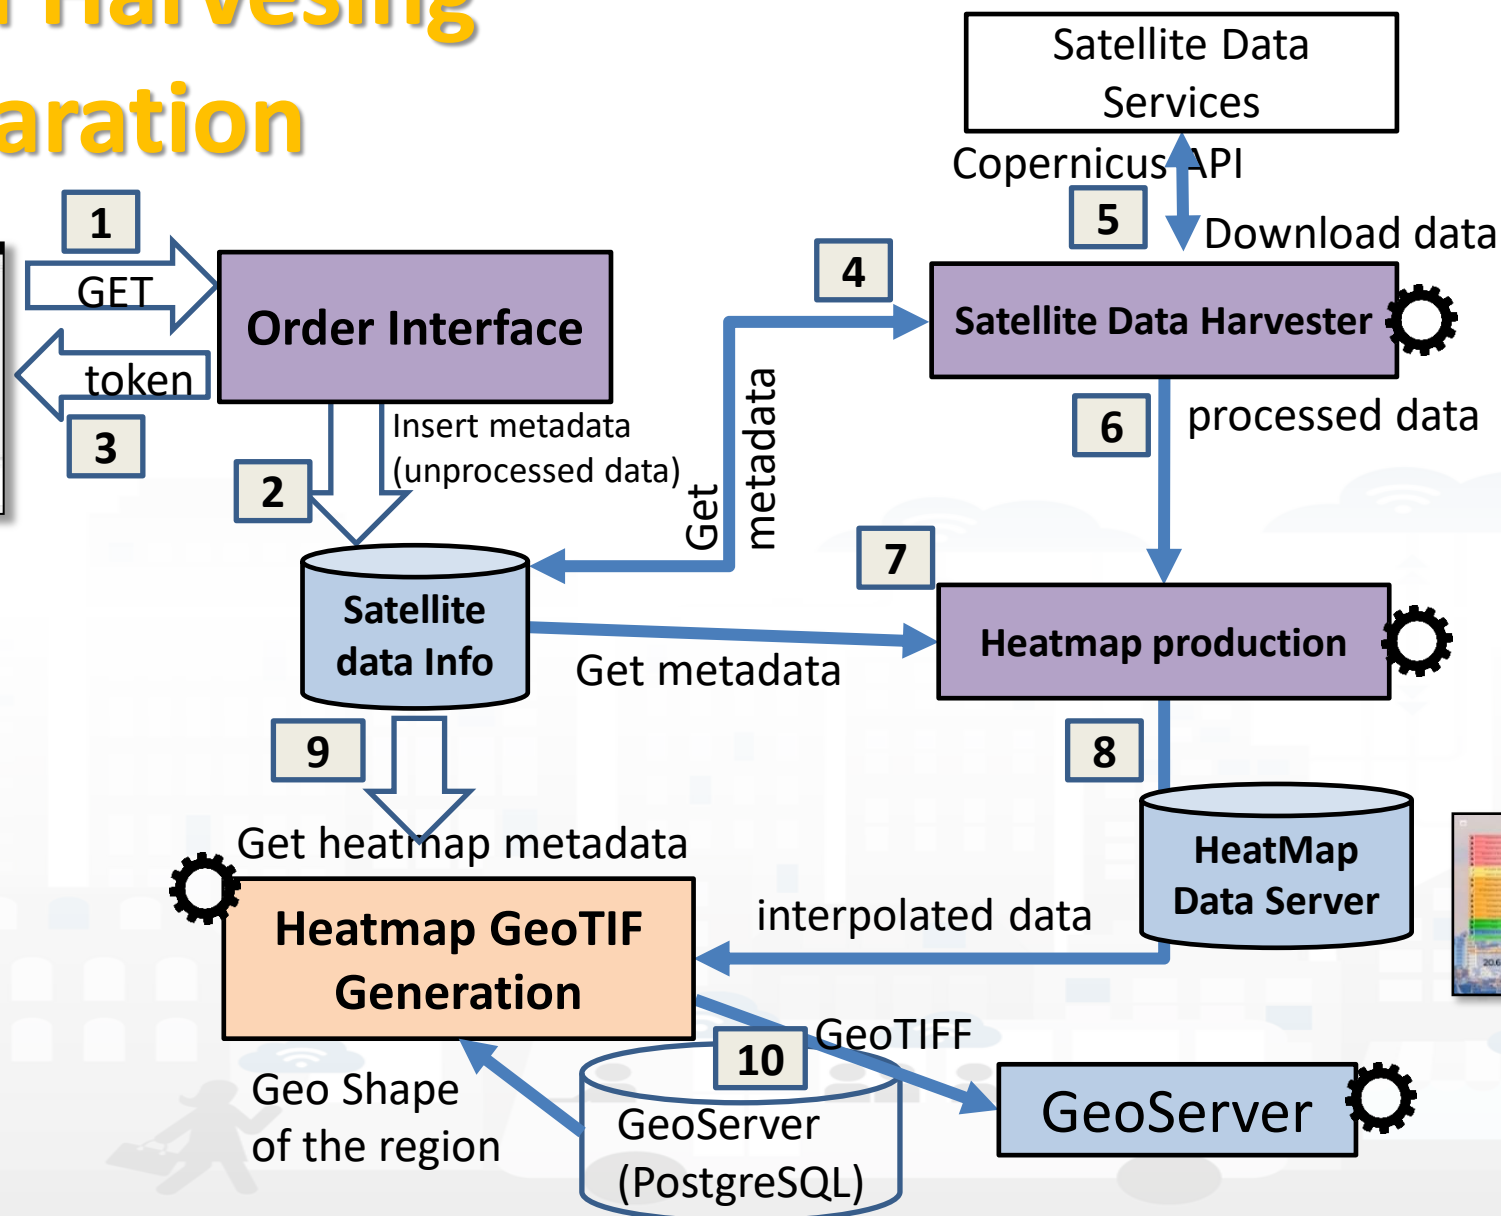 Harvesing
aration
Satellite Data
Services
Copernicus API
5
Download data
1
GET
Order Interface
token
3
4
Satellite Data Harvester
Insert metadata
(unprocessed data)
2
Get
metadata
6
processed data
7
Satellite
data Info
Get metadata
Heatmap production
9
8
Get heatmap metadata
HeatMap
Data Server
Heatmap GeoTIF
Generation
interpolated data
10
GeoTIFF
Geo Shape
of the region
GeoServer
(PostgreSQL)
GeoServer